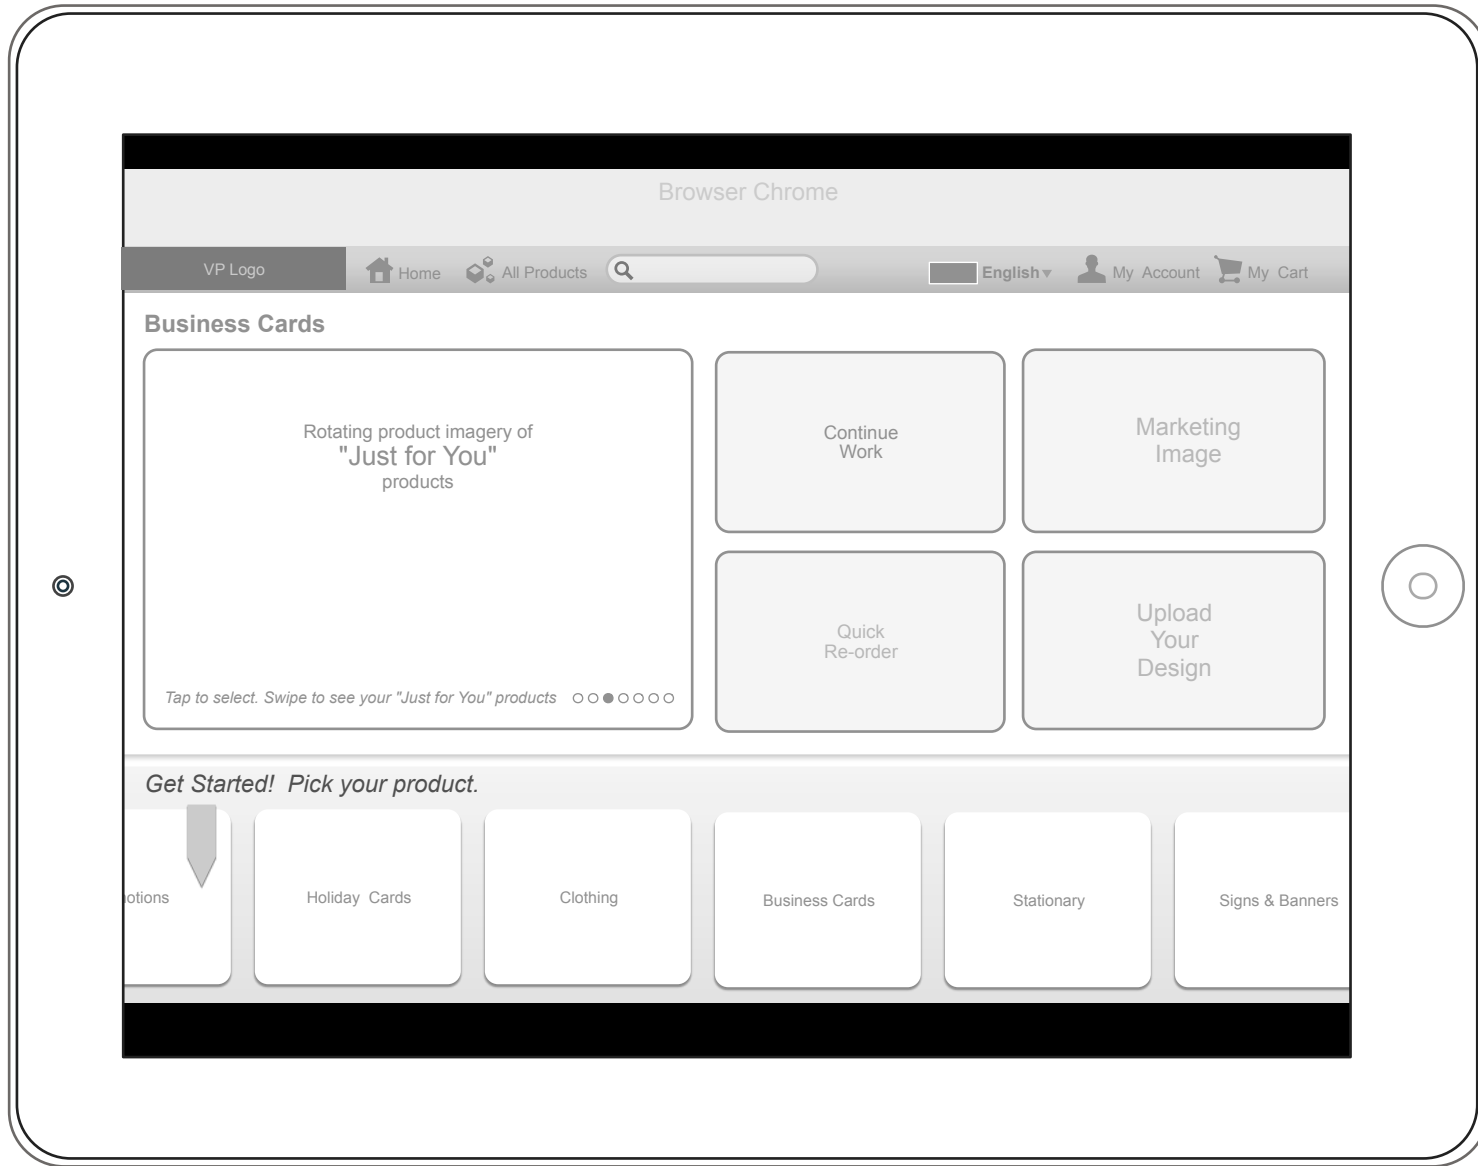 Browser Chrome
VP Logo
Home
All Products
English
My Account
My Cart
Business Cards
Rotating product imagery of
"Just for You"
products
Tap to select. Swipe to see your "Just for You" products
Continue
Work
Marketing
Image
Quick
Re-order
Upload
Your
Design
Get Started! Pick your product.
otions
Holiday Cards
Clothing
Business Cards
Stationary
Signs & Banners